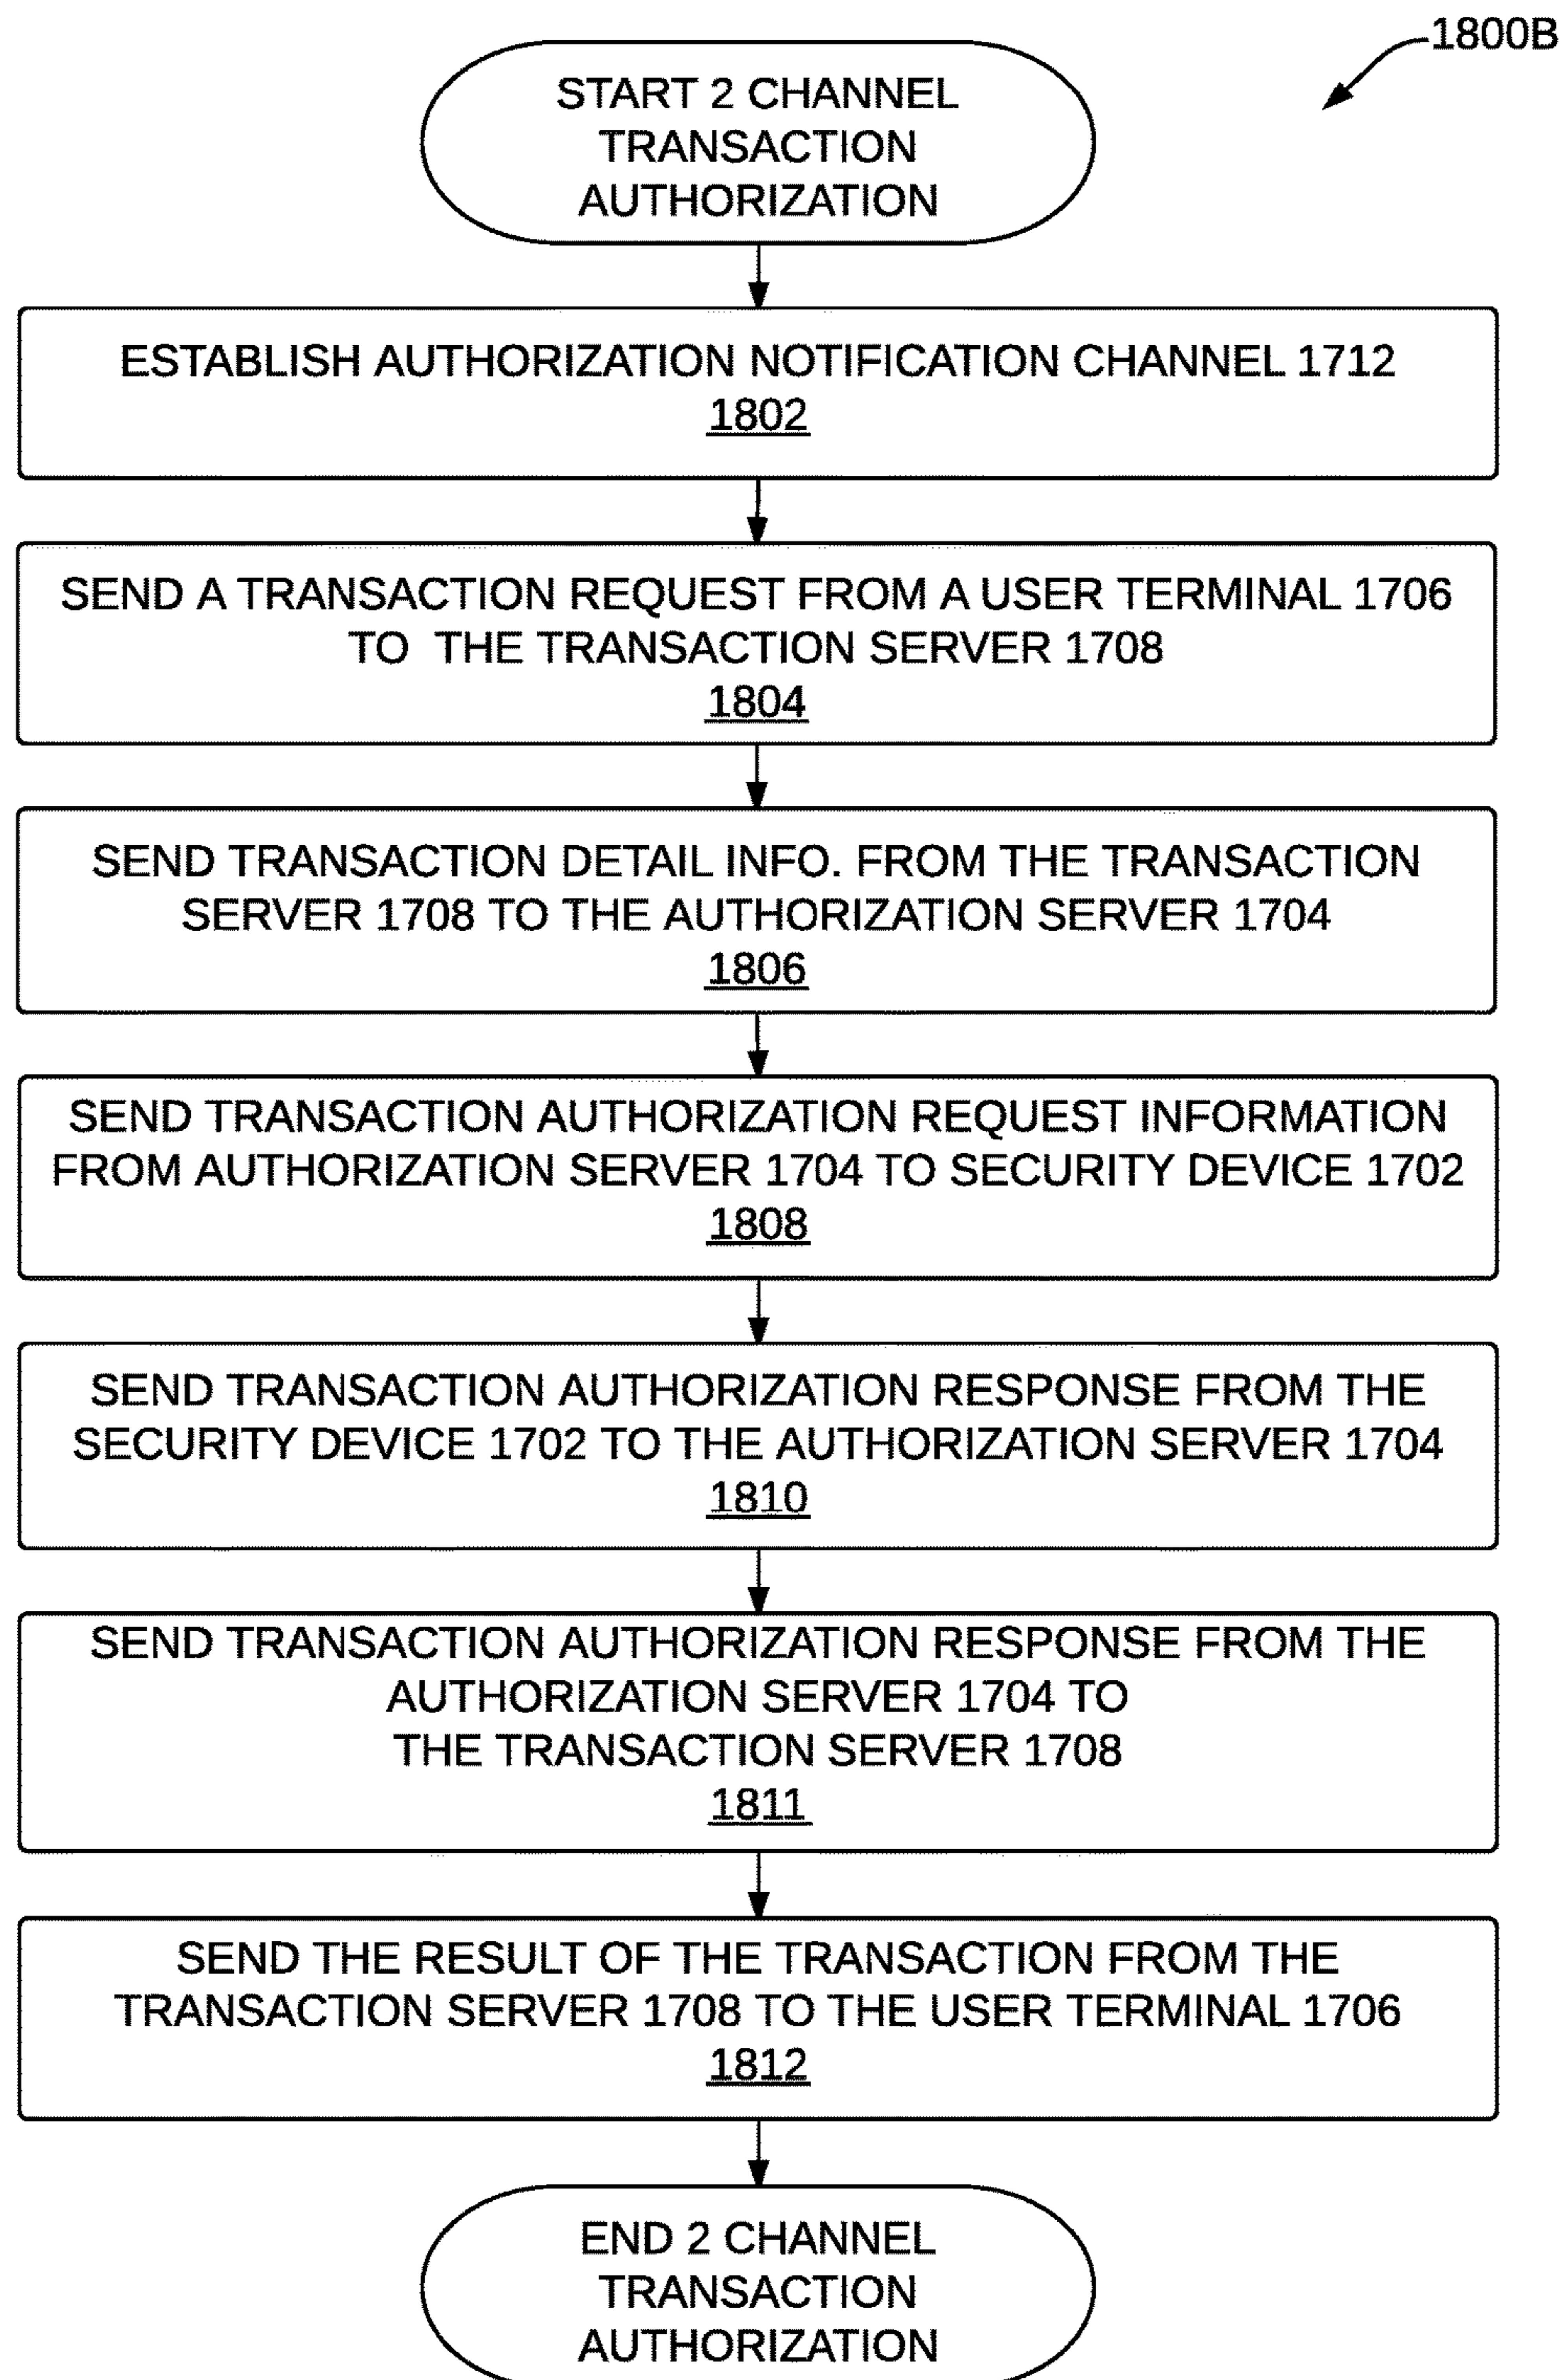 1800B
START 2 CHANNEL
TRANSACTION
AUTHORIZATION
ESTABLISH AUTHORIZATION NOTIFICATION CHANNEL 1712
1802
SEND A TRANSACTION REQUEST FROM A USER TERMINAL 1706
TO THE TRANSACTION SERVER 1708
1804
SEND TRANSACTION DETAIL INFO. FROM THE TRANSACTION
SERVER 1708 TO THE AUTHORIZATION SERVER 1704
1806
SEND TRANSACTION AUTHORIZATION REQUEST INFORMATION
FROM AUTHORIZATION SERVER 1704 TO SECURITY DEVICE 1702
1808
SEND TRANSACTION AUTHORIZATION RESPONSE FROM THE
SECURITY DEVICE 1702 TO THE AUTHORIZATION SERVER 1704
1810
SEND TRANSACTION AUTHORIZATION RESPONSE FROM THE
AUTHORIZATION SERVER 1704 TO
THE TRANSACTION SERVER 1708
1811
SEND THE RESULT OF THE TRANSACTION FROM THE
TRANSACTION SERVER 1708 TO THE USER TERMINAL 1706
1812
END 2 CHANNEL
TRANSACTION
AUTHORIZATION